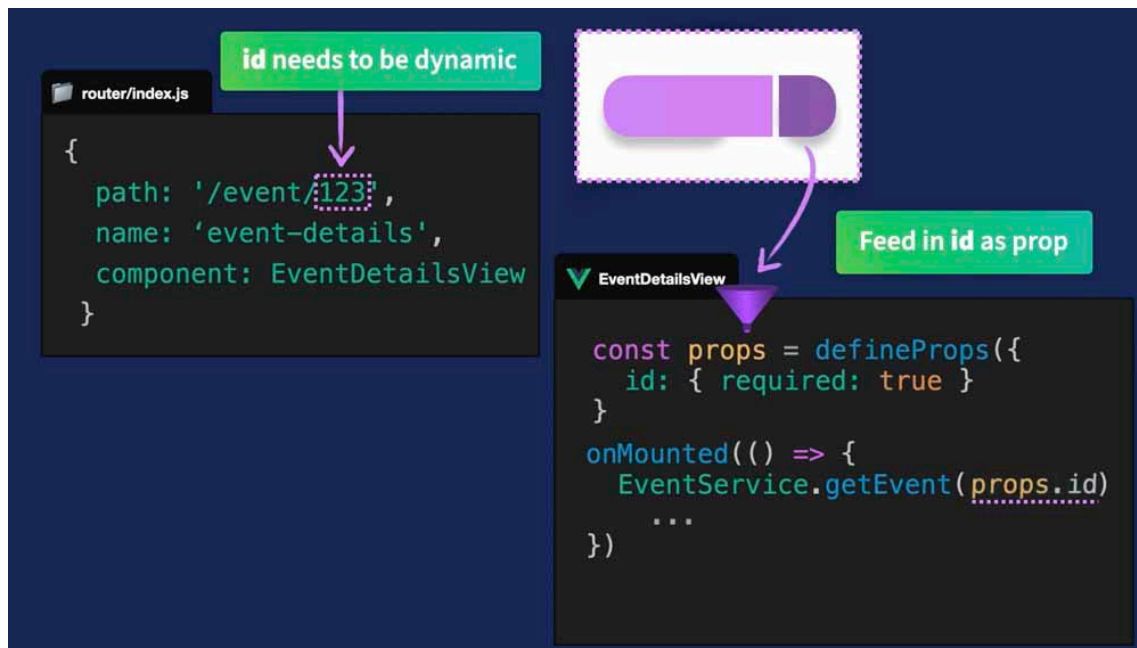 id needs to be dynamic
router/index.js
{
path: '/event/123',
name: ‘event-details',
component: EventDetailsView
}
Feed in id as prop
EventDetailsView
const props = defineProps({
id: { required: true }
}
onMounted(() => {
EventService.getEvent(props.id)
...
})